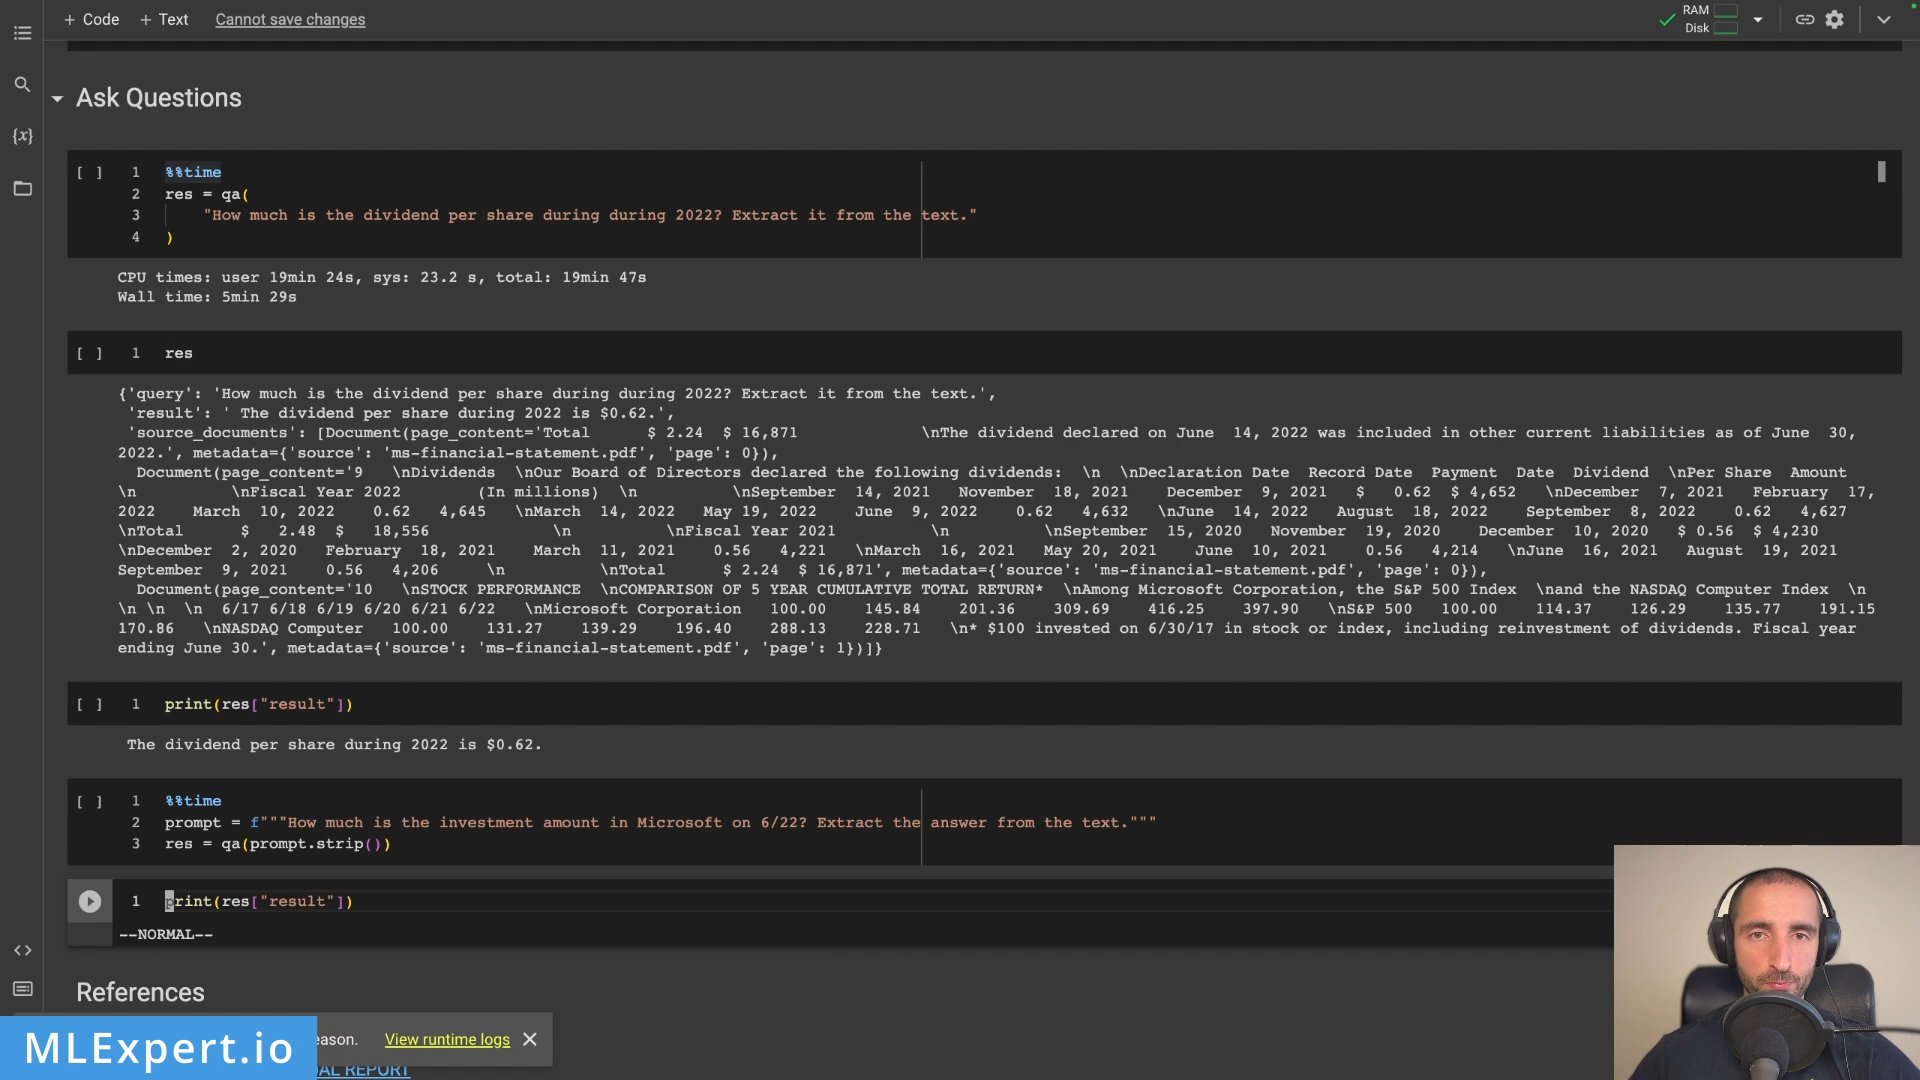 + Code + Text Cannot save changes
RAM
Disk
Ask Questions
[ ] 1 %%time
2 res = qa(
3 "How much is the dividend per share during during 2022? Extract it from the text."
4 )
CPU times: user 19min 24s, sys: 23.2 s, total: 19min 47s
Wall time: 5min 29s
[ ] 1 res
{'query': 'How much is the dividend per share during during 2022? Extract it from the text.',
'result': ' The dividend per share during 2022 is $0.62.',
'source_documents': [Document(page_content='Total $ 2.24 $ 16,871 \nThe dividend declared on June 14, 2022 was included in other current liabilities as of June 30,
2022.', metadata={'source': 'ms-financial-statement.pdf', 'page': 0}),
Document(page_content='9 \nDividends \nOur Board of Directors declared the following dividends: \n \nDeclaration Date Record Date Payment Date Dividend \nPer Share Amount
\n \nFiscal Year 2022 (In millions) \n \nSeptember 14, 2021 November 18, 2021 December 9, 2021 $ 0.62 $ 4,652 \nDecember 7, 2021 February 17,
2022 March 10, 2022 0.62 4,645 \nMarch 14, 2022 May 19, 2022 June 9, 2022 0.62 4,632 \nJune 14, 2022 August 18, 2022 September 8, 2022 0.62 4,627
\nTotal $ 2.48 $ 18,556 \n \nFiscal Year 2021 \n \nSeptember 15, 2020 November 19, 2020 December 10, 2020 $ 0.56 $ 4,230
\nDecember 2, 2020 February 18, 2021 March 11, 2021 0.56 4,221 \nMarch 16, 2021 May 20, 2021 June 10, 2021 0.56 4,214 \nJune 16, 2021 August 19, 2021
September 9, 2021 0.56 4,206 \n \nTotal $ 2.24 $ 16,871', metadata={'source': 'ms-financial-statement.pdf', 'page': 0}),
Document(page_content='10 \nSTOCK PERFORMANCE \nCOMPARISON OF 5 YEAR CUMULATIVE TOTAL RETURN* \nAmong Microsoft Corporation, the S&P 500 Index \nand the NASDAQ Computer Index \n
\n \n \n 6/17 6/18 6/19 6/20 6/21 6/22 \nMicrosoft Corporation 100.00 145.84 201.36 309.69 416.25 397.90 \nS&P 500 100.00 114.37 126.29 135.77 191.15
170.86 \nNASDAQ Computer 100.00 131.27 139.29 196.40 288.13 228.71 \n* $100 invested on 6/30/17 in stock or index, including reinvestment of dividends. Fiscal year
ending June 30.', metadata={'source': 'ms-financial-statement.pdf', 'page': 1})]}
[ ] 1 print(res["result"])
The dividend per share during 2022 is $0.62.
[ ] 1 %%time
2 prompt = f"""How much is the investment amount in Microsoft on 6/22? Extract the answer from the text."""
3 res = qa(prompt.strip())
1 print(res["result"])
--NORMAL--
References
eason. View runtime logs
MLExpert.io
AL REPORT